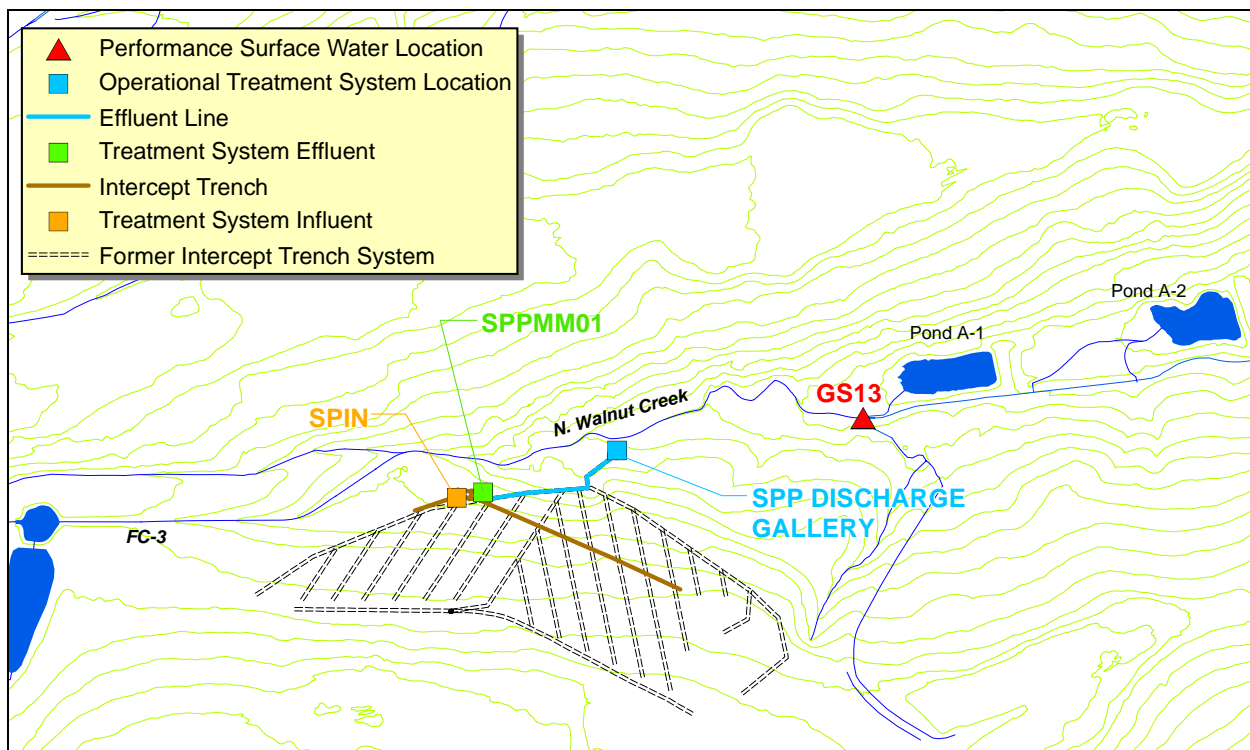 Performance Surface Water Location
Operational Treatment System Location
Effluent Line
Treatment System Effluent
Intercept Trench
Treatment System Influent
Former Intercept Trench System
Pond A-2
SPPMM01
Pond A-1
GS13
N. Walnut Creek
SPIN
SPP DISCHARGE
GALLERY
FC-3